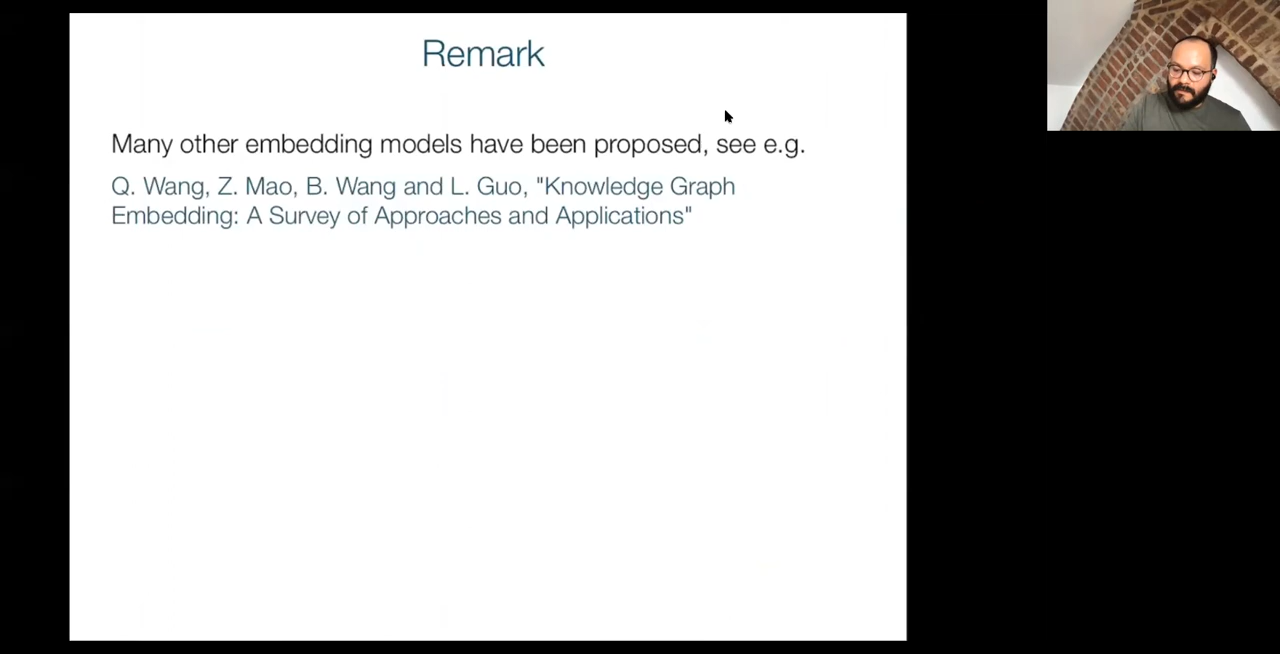 Remark
Many other embedding models have been proposed, see e.g.
Q. Wang, Z. Mao, B. Wang and L. Guo, "Knowledge Graph
Embedding: A Survey of Approaches and Applications"